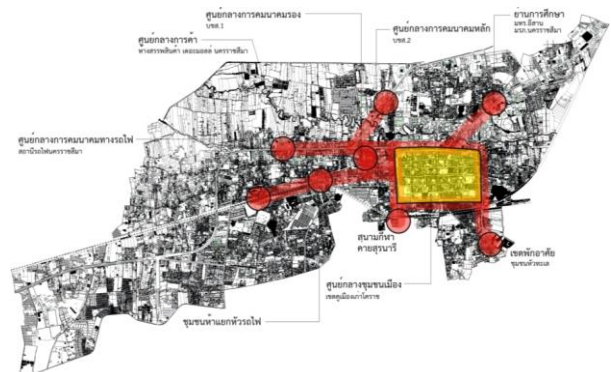 ศูนย์กลางการคมนาคมรอง
บขส.1
ศูนย์กลางการค้า
ห้างสรรพสินค้า เดอะมอลล์ นครราชสีมา
ศูนย์กลางการคมนาคมหลัก
บขส.2
ย่านการศึกษา
มทร.อีสาน
มรภ.นครราชสีมา
ศูนย์กลางการคมนาคมทางรถไฟ
สถานีรถไฟนครราชสีมา
สนามกีฬา
ค่ายสุรนารี
เขตพักอาศัย
ชุมชนหัวทะเล
ศูนย์กลางชุมชนเมือง
เขตคูเมืองเก่าโคราช
ชุมชนห้าแยกหัวรถไฟ